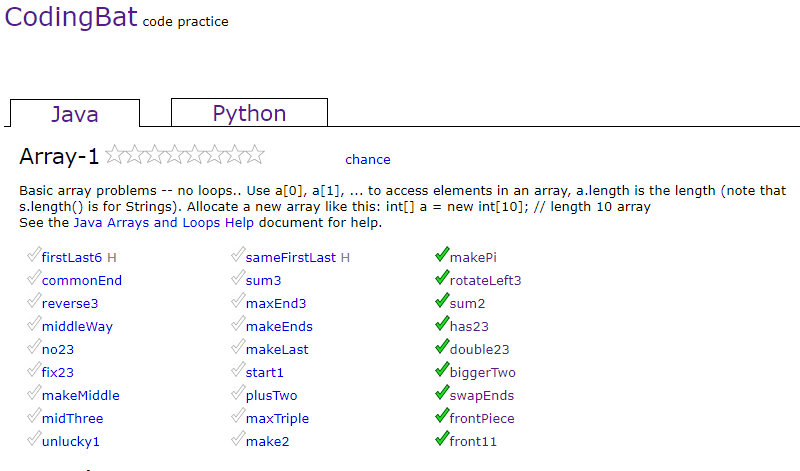 CodingBat code practice
Java Python
Array-1 chance
Basic array problems -- no loops.. Use a[0], a[1], ... to access elements in an array, a.length is the length (note that
s.length() is for Strings). Allocate a new array like this: int[] a = new int[10]; // length 10 array
See the Java Arrays and Loops Help document for help.
firstLast6 H sameFirstLast H makePi
commonEnd sum3 rotateLeft3
reverse3 maxEnd3 sum2
middleWay makeEnds has23
no23 makeLast double23
fix23 start1 biggerTwo
makeMiddle plusTwo swapEnds
midThree maxTriple frontPiece
unlucky1 make2 front11